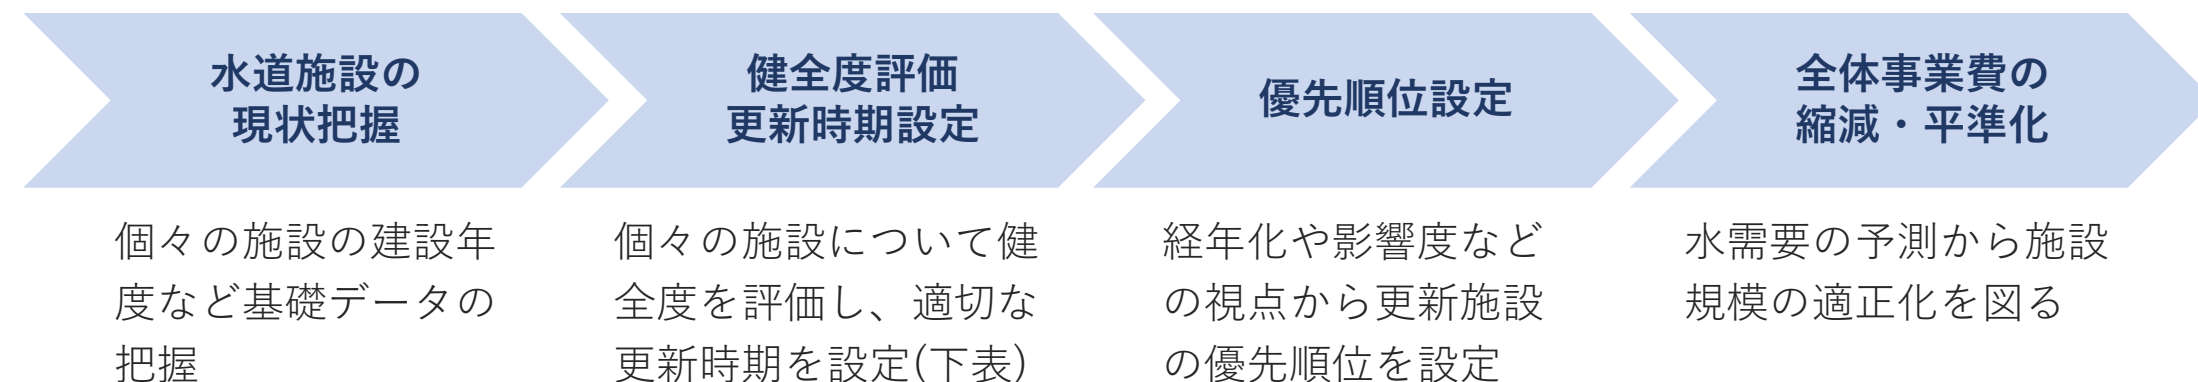 水道施設の
現状把握
健全度評価
更新時期設定
優先順位設定
全体事業費の
縮減・平準化
個々の施設の建設年
度など基礎データの
把握
個々の施設について健
全度を評価し、適切な
更新時期を設定(下表)
経年化や影響度など
の視点から更新施設
の優先順位を設定
水需要の予測から施設
規模の適正化を図る